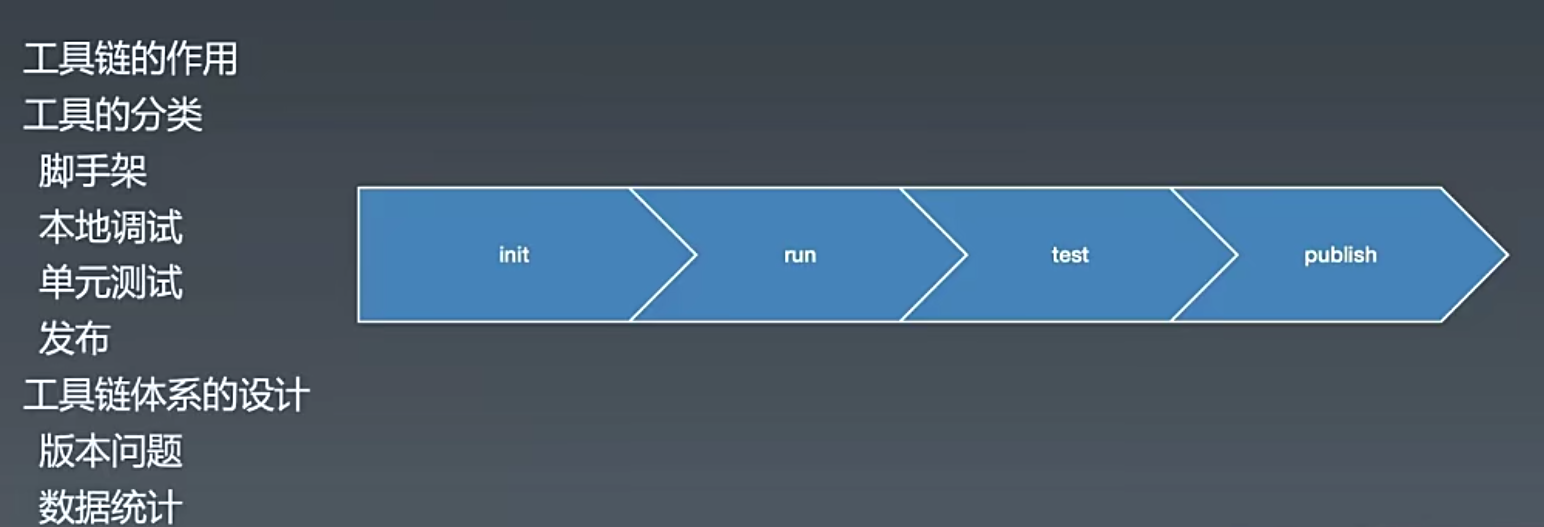 工具链的作用
工具的分类
脚手架
本地调试
单元测试
发布
工具链体系的设计
版本问题
数据统计
init
run
test
publish